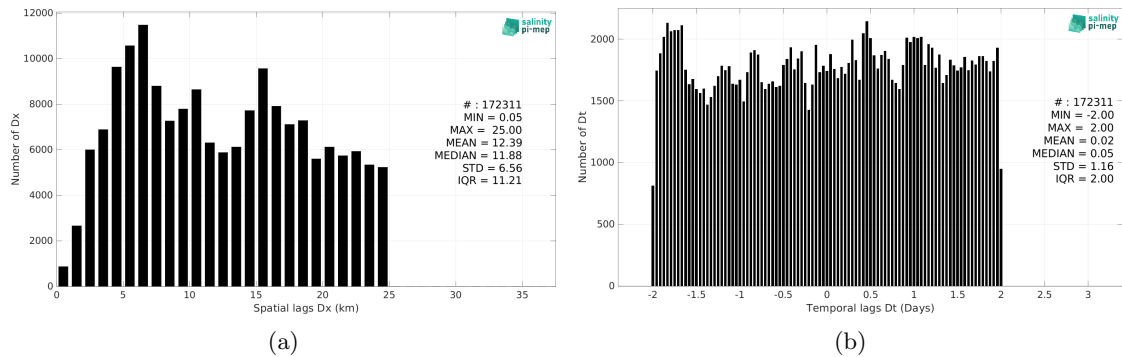 12000
10000
8000
6000
4000
2000
0
Number of Dx
0 5 10 15 20 25 30 35
Spatial lags Dx (km)
salinity
pi-mep
# : 172311
MIN = 0.05
MAX = 25.00
MEAN = 12.39
MEDIAN = 11.88
STD = 6.56
IQR = 11.21
(a)
2000
1500
1000
500
0
Number of Dt
-2 -1.5 -1 -0.5 0 0.5 1 1.5 2 2.5 3
Temporal lags Dt (Days)
salinity
pi-mep
# : 172311
MIN = -2.00
MAX = 2.00
MEAN = 0.02
MEDIAN = 0.05
STD = 1.16
IQR = 2.00
(b)